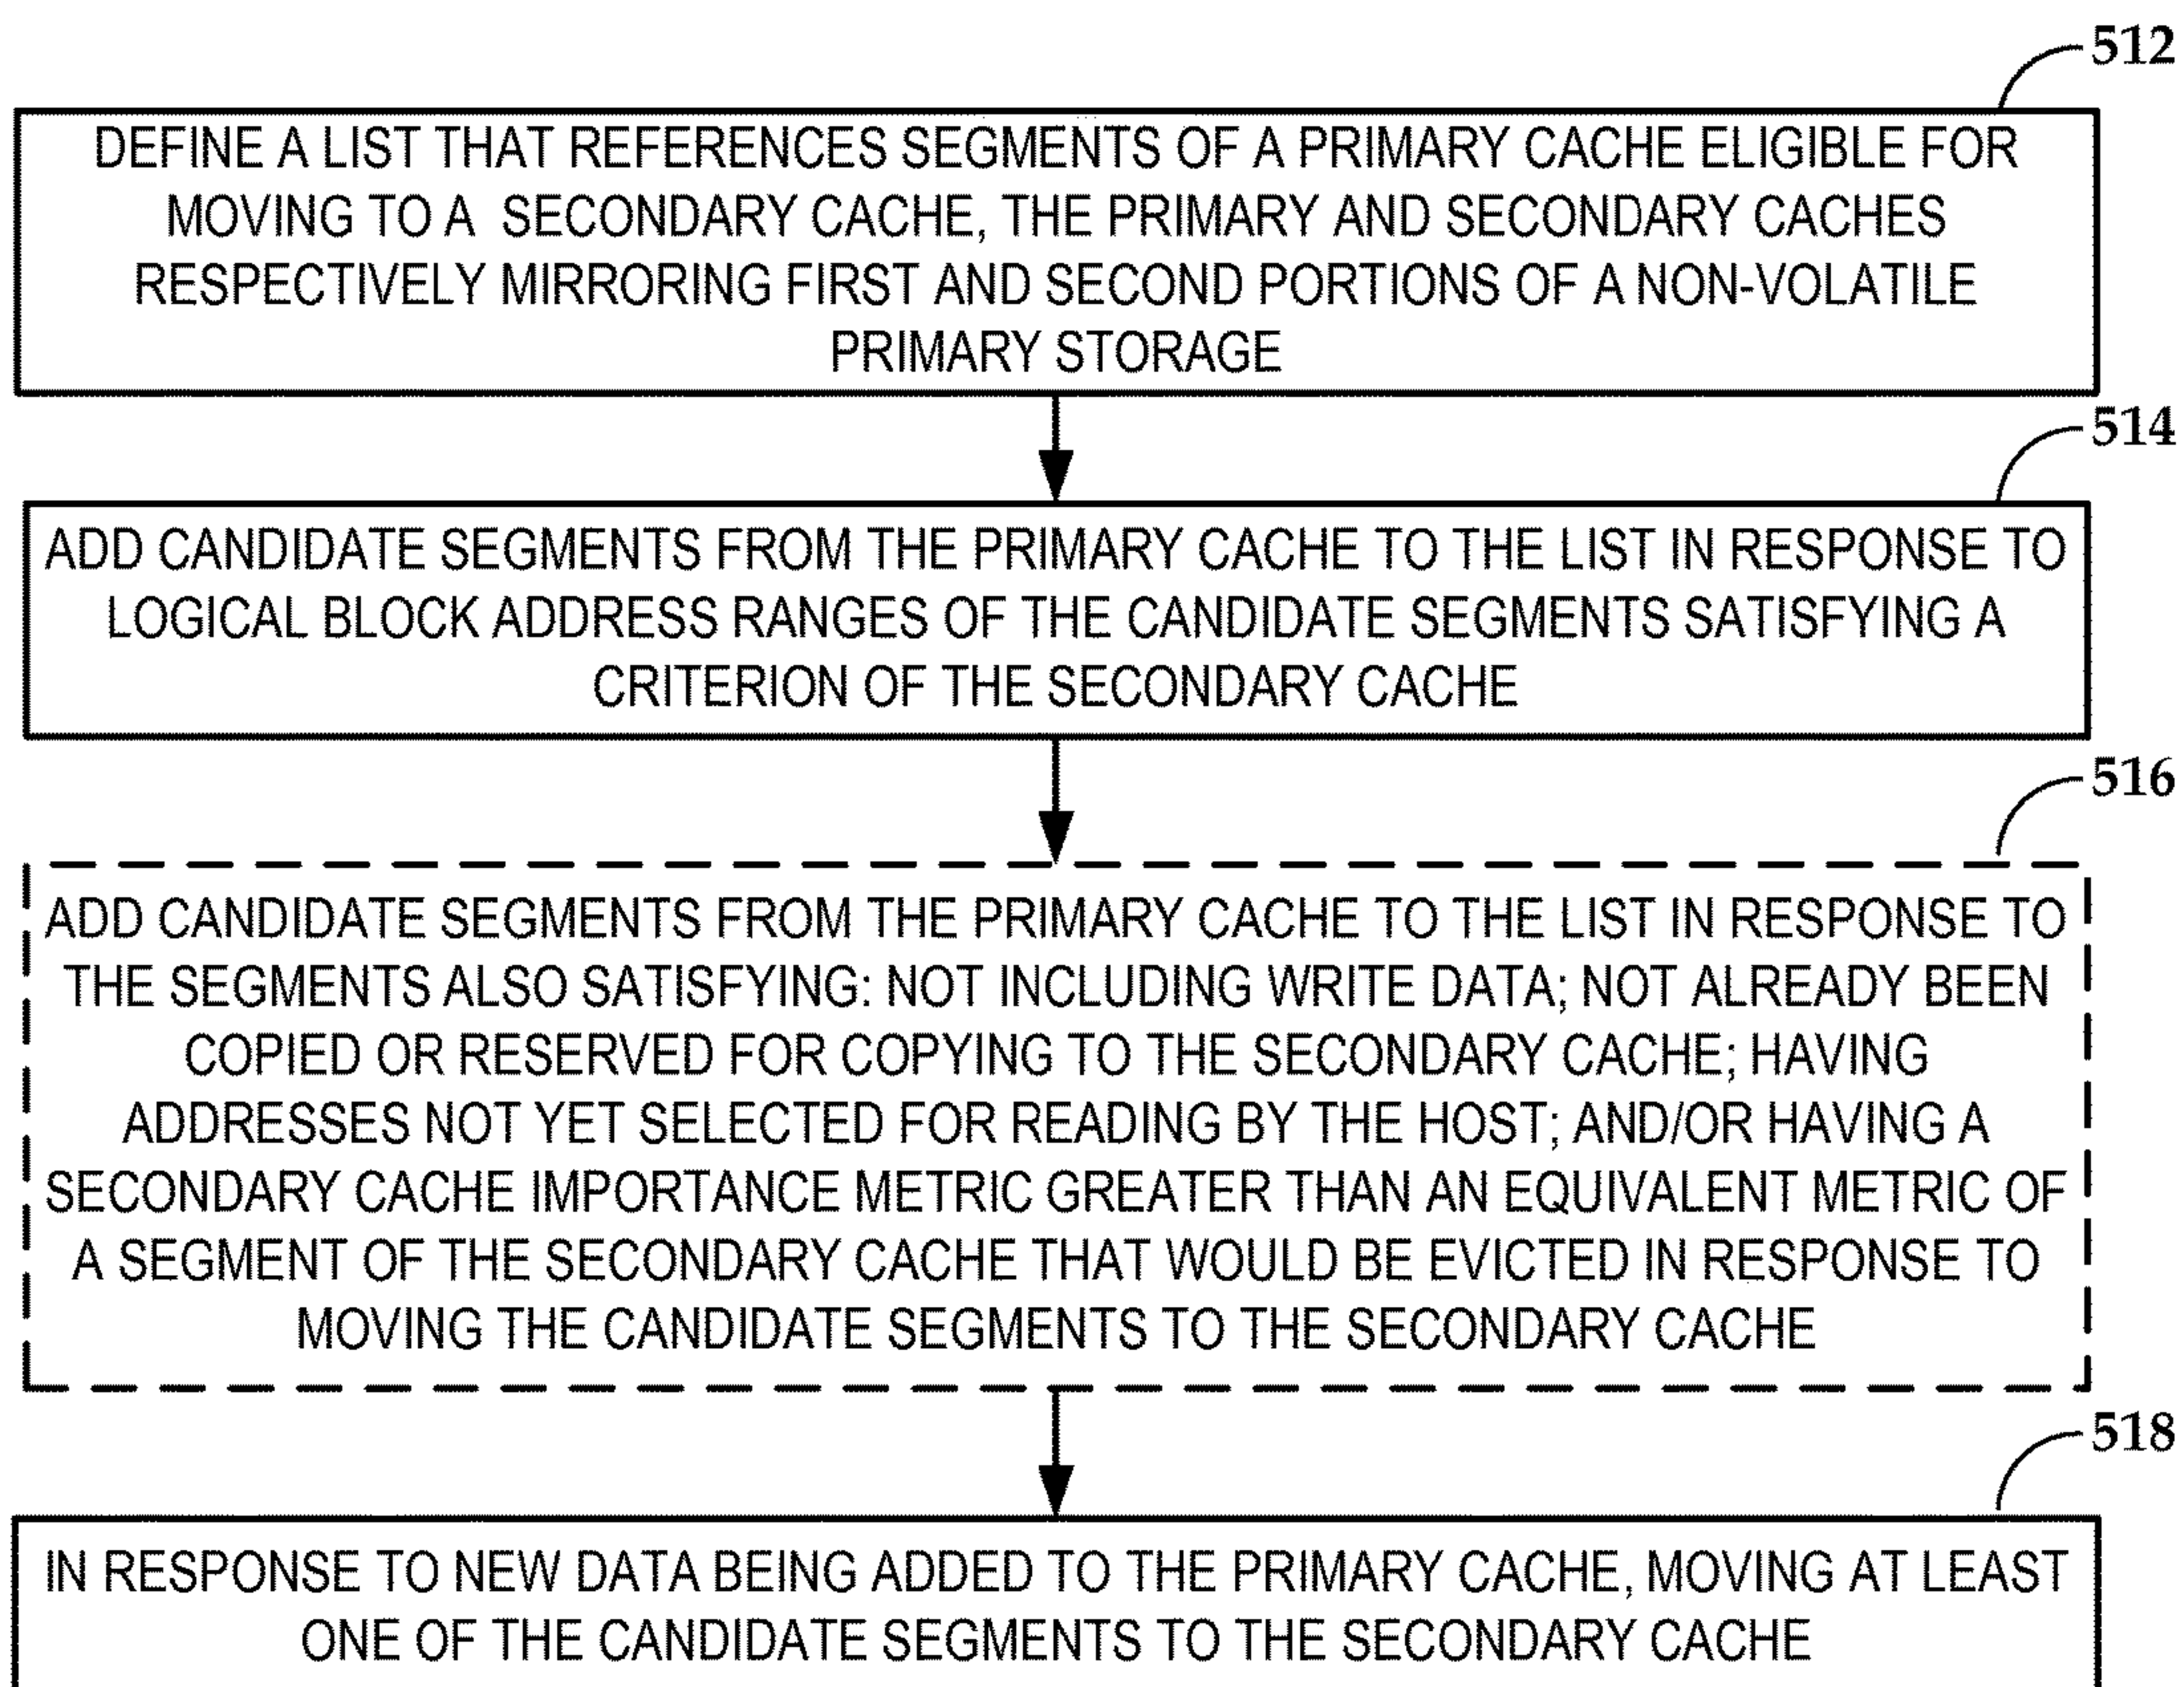 512
DEFINE A LIST THAT REFERENCES SEGMENTS OF A PRIMARY CACHE ELIGIBLE FOR
MOVING TO A SECONDARY CACHE, THE PRIMARY AND SECONDARY CACHES
RESPECTIVELY MIRRORING FIRST AND SECOND PORTIONS OF A NON-VOLATILE
PRIMARY STORAGE
514
ADD CANDIDATE SEGMENTS FROM THE PRIMARY CACHE TO THE LIST IN RESPONSE TO
LOGICAL BLOCK ADDRESS RANGES OF THE CANDIDATE SEGMENTS SATISFYING A
CRITERION OF THE SECONDARY CACHE
516
ADD CANDIDATE SEGMENTS FROM THE PRIMARY CACHE TO THE LIST IN RESPONSE TO
THE SEGMENTS ALSO SATISFYING: NOT INCLUDING WRITE DATA; NOT ALREADY BEEN
COPIED OR RESERVED FOR COPYING TO THE SECONDARY CACHE; HAVING
ADDRESSES NOT YET SELECTED FOR READING BY THE HOST; AND/OR HAVING A
SECONDARY CACHE IMPORTANCE METRIC GREATER THAN AN EQUIVALENT METRIC OF
A SEGMENT OF THE SECONDARY CACHE THAT WOULD BE EVICTED IN RESPONSE TO
MOVING THE CANDIDATE SEGMENTS TO THE SECONDARY CACHE
518
IN RESPONSE TO NEW DATA BEING ADDED TO THE PRIMARY CACHE, MOVING AT LEAST
ONE OF THE CANDIDATE SEGMENTS TO THE SECONDARY CACHE